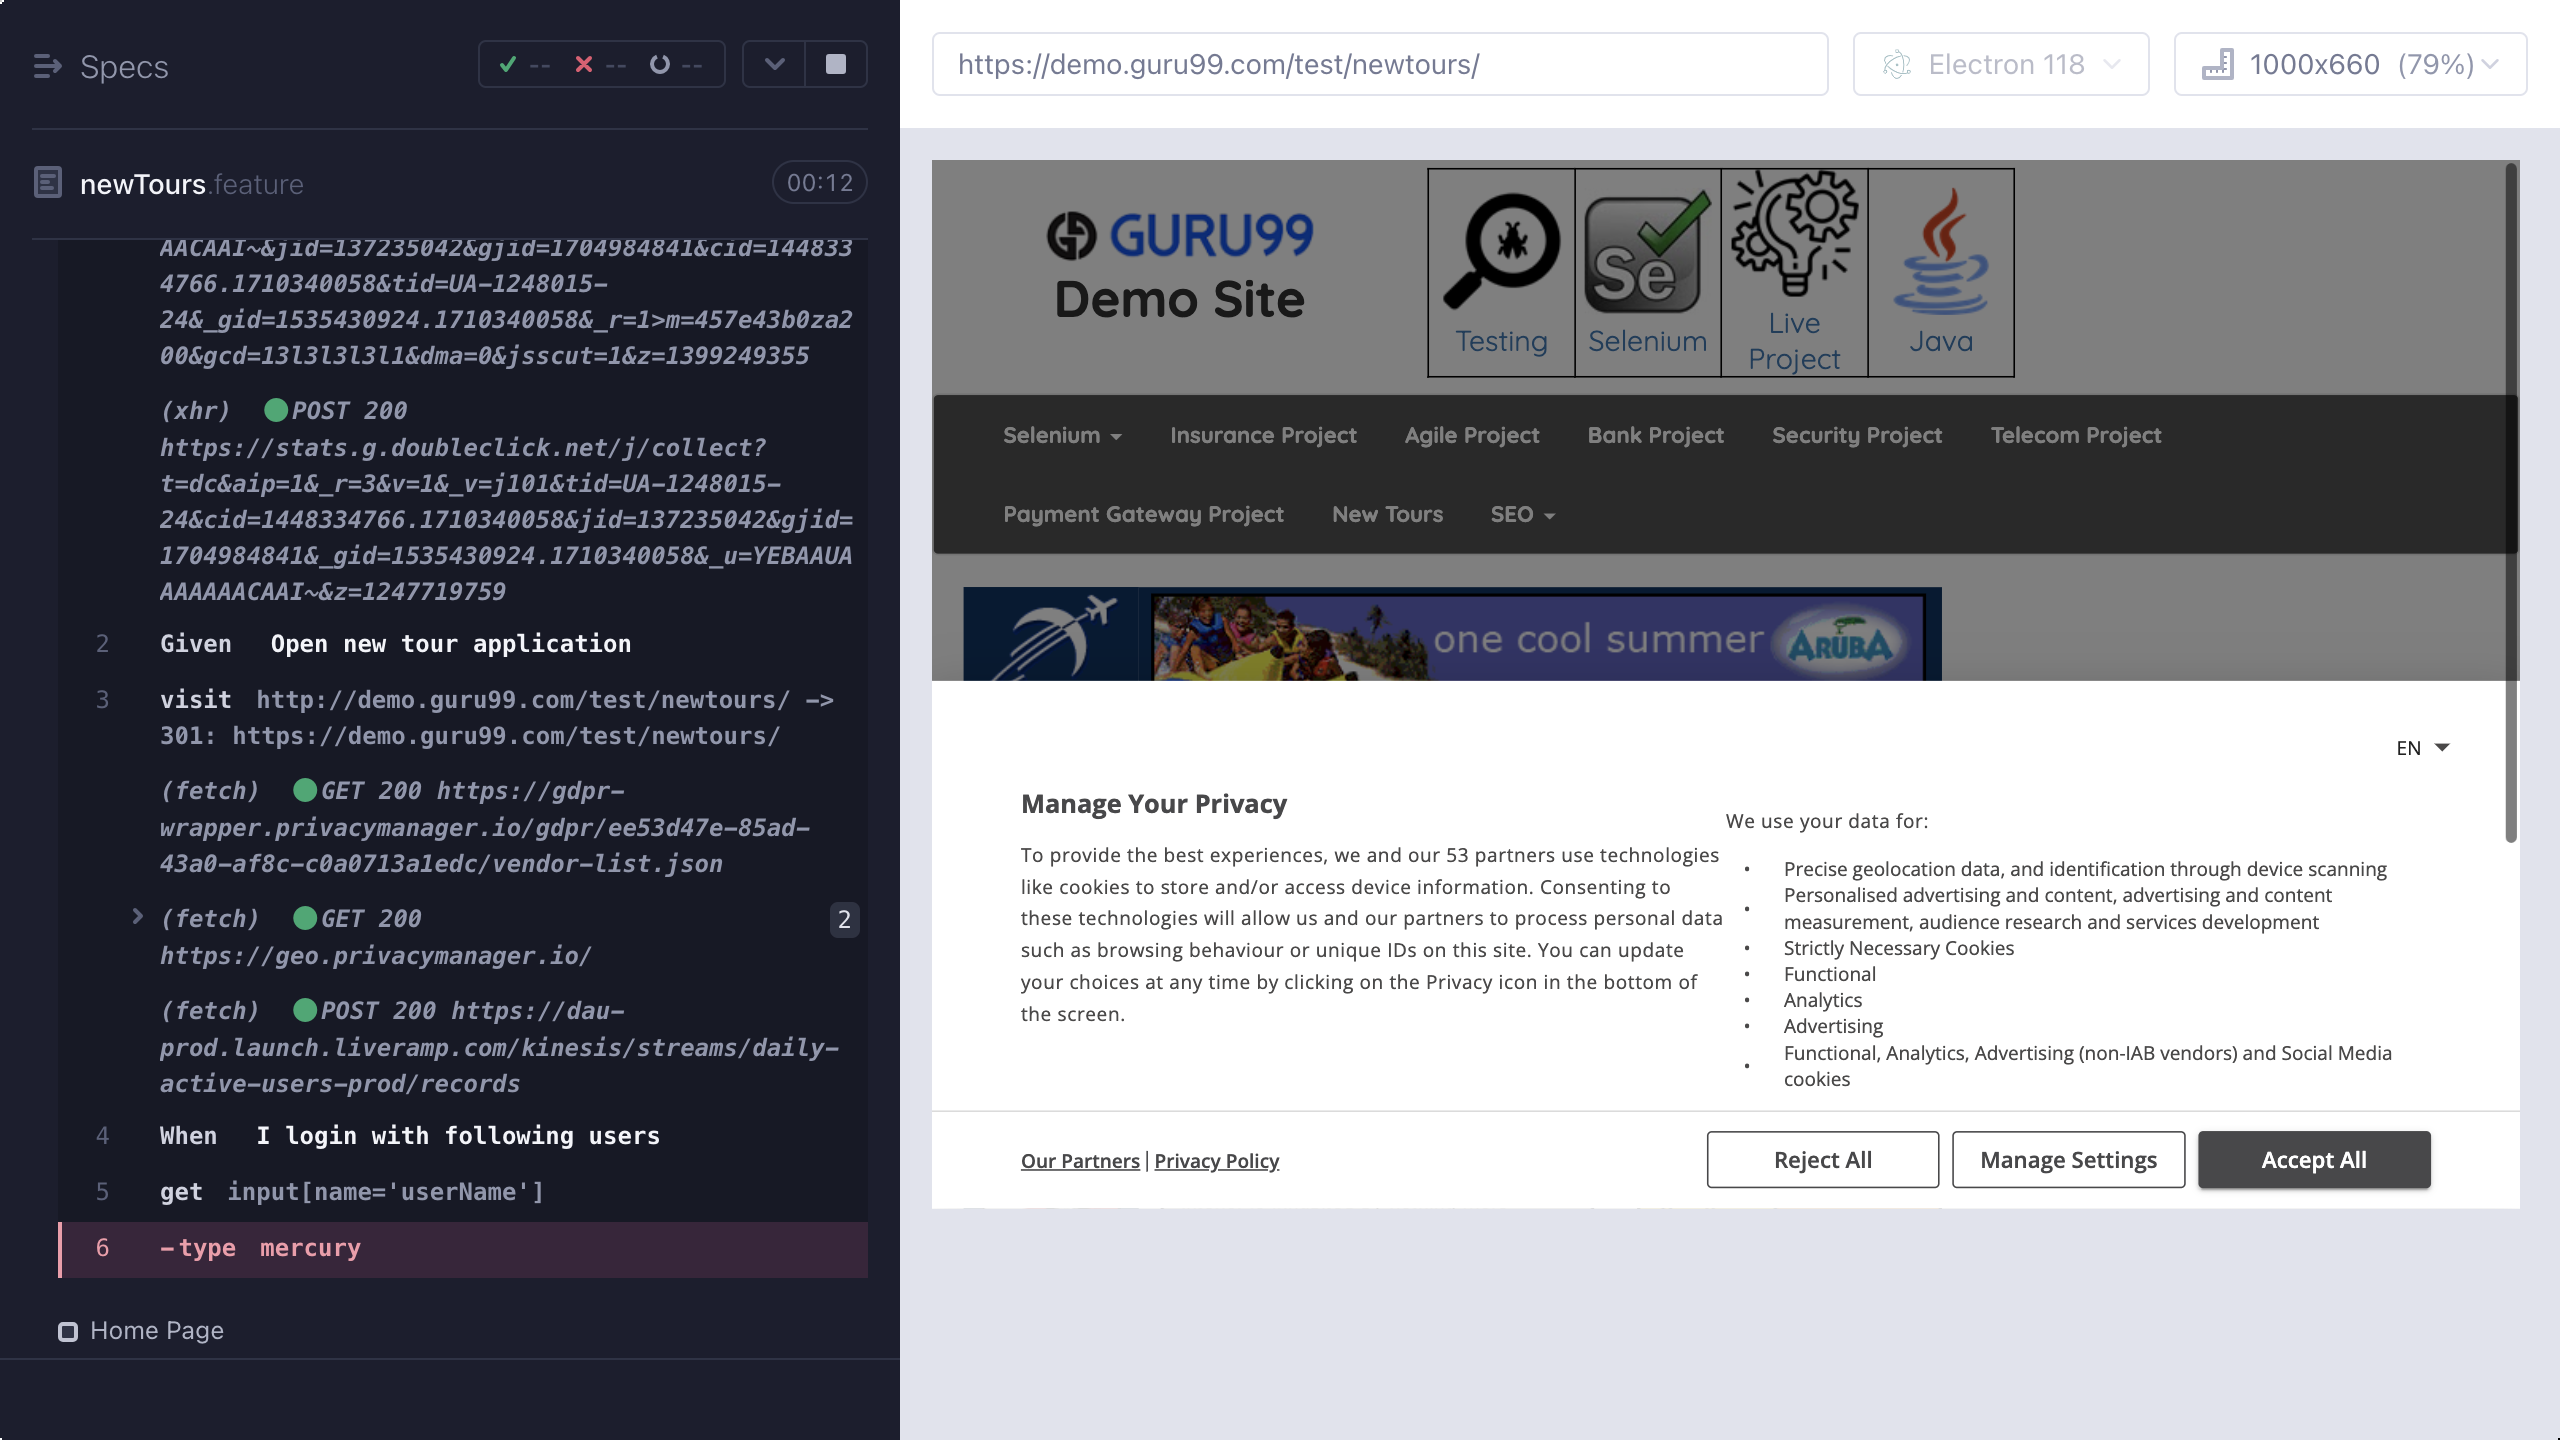 Specs
-- -- --
newTours.feature
00:12
AACAAI~&jid=137235042&gjid=1704984841&cid=144833
4766.1710340058&tid=UA-1248015-
24&_gid=1535430924.1710340058&_r=1>m=457e43b0za2
00&gcd=13l3l3l3l1&dma=0&jsscut=1&z=1399249355
(xhr) POST 200
https://stats.g.doubleclick.net/j/collect?
t=dc&aip=1&_r=3&v=1&_v=j101&tid=UA-1248015-
24&cid=1448334766.1710340058&jid=137235042&gjid=
1704984841&_gid=1535430924.1710340058&_u=YEBAAUA
AAAAAACAAI~&z=1247719759
2 Given Open new tour application
3 visit http://demo.guru99.com/test/newtours/ ->
301: https://demo.guru99.com/test/newtours/
(fetch) GET 200 https://gdpr-
wrapper.privacymanager.io/gdpr/ee53d47e-85ad-
43a0-af8c-c0a0713a1edc/vendor-list.json
(fetch) GET 200 2
https://geo.privacymanager.io/
(fetch) POST 200 https://dau-
prod.launch.liveramp.com/kinesis/streams/daily-
active-users-prod/records
4 When I login with following users
5 get input[name='userName']
6 -type mercury
Home Page
https://demo.guru99.com/test/newtours/
Electron 118
1000x660 (79%)
GURU99
Demo Site
Testing
Se
Selenium
Live
Project
Java
Selenium Insurance Project Agile Project Bank Project Security Project Telecom Project
Payment Gateway Project New Tours SEO
one cool summer ARUBA
EN
Manage Your Privacy
To provide the best experiences, we and our 53 partners use technologies
like cookies to store and/or access device information. Consenting to
these technologies will allow us and our partners to process personal data
such as browsing behaviour or unique IDs on this site. You can update
your choices at any time by clicking on the Privacy icon in the bottom of
the screen.
We use your data for:
• Precise geolocation data, and identification through device scanning
• Personalised advertising and content, advertising and content
measurement, audience research and services development
• Strictly Necessary Cookies
• Functional
• Analytics
• Advertising
• Functional, Analytics, Advertising (non-IAB vendors) and Social Media
cookies
Our Partners | Privacy Policy
Reject All
Manage Settings
Accept All